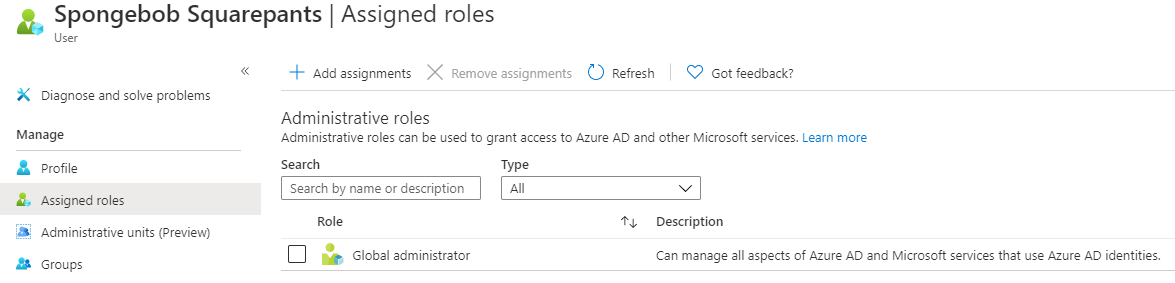 Spongebob Squarepants | Assigned roles
User
«
Diagnose and solve problems
Manage
Profile
Assigned roles
Administrative units (Preview)
Groups
Add assignments Remove assignments Refresh Got feedback?
Administrative roles
Administrative roles can be used to grant access to Azure AD and other Microsoft services. Learn more
Search Type
Search by name or description All
Role Description
Global administrator Can manage all aspects of Azure AD and Microsoft services that use Azure AD identities.